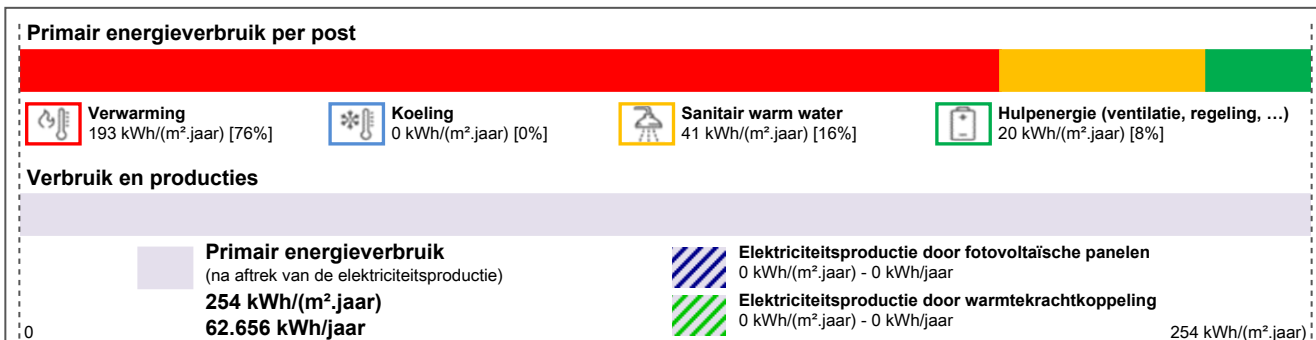 Primair energieverbruik per post
Verwarming
193 kWh/(m².jaar) [76%]
Koeling
0 kWh/(m².jaar) [0%]
Sanitair warm water
41 kWh/(m².jaar) [16%]
Hulpenergie (ventilatie, regeling, …)
20 kWh/(m².jaar) [8%]
Verbruik en producties
Primair energieverbruik
(na aftrek van de elektriciteitsproductie)
254 kWh/(m².jaar)
62.656 kWh/jaar
Elektriciteitsproductie door fotovoltaïsche panelen
0 kWh/(m².jaar) - 0 kWh/jaar
Elektriciteitsproductie door warmtekrachtkoppeling
0 kWh/(m².jaar) - 0 kWh/jaar
0
254 kWh/(m².jaar)